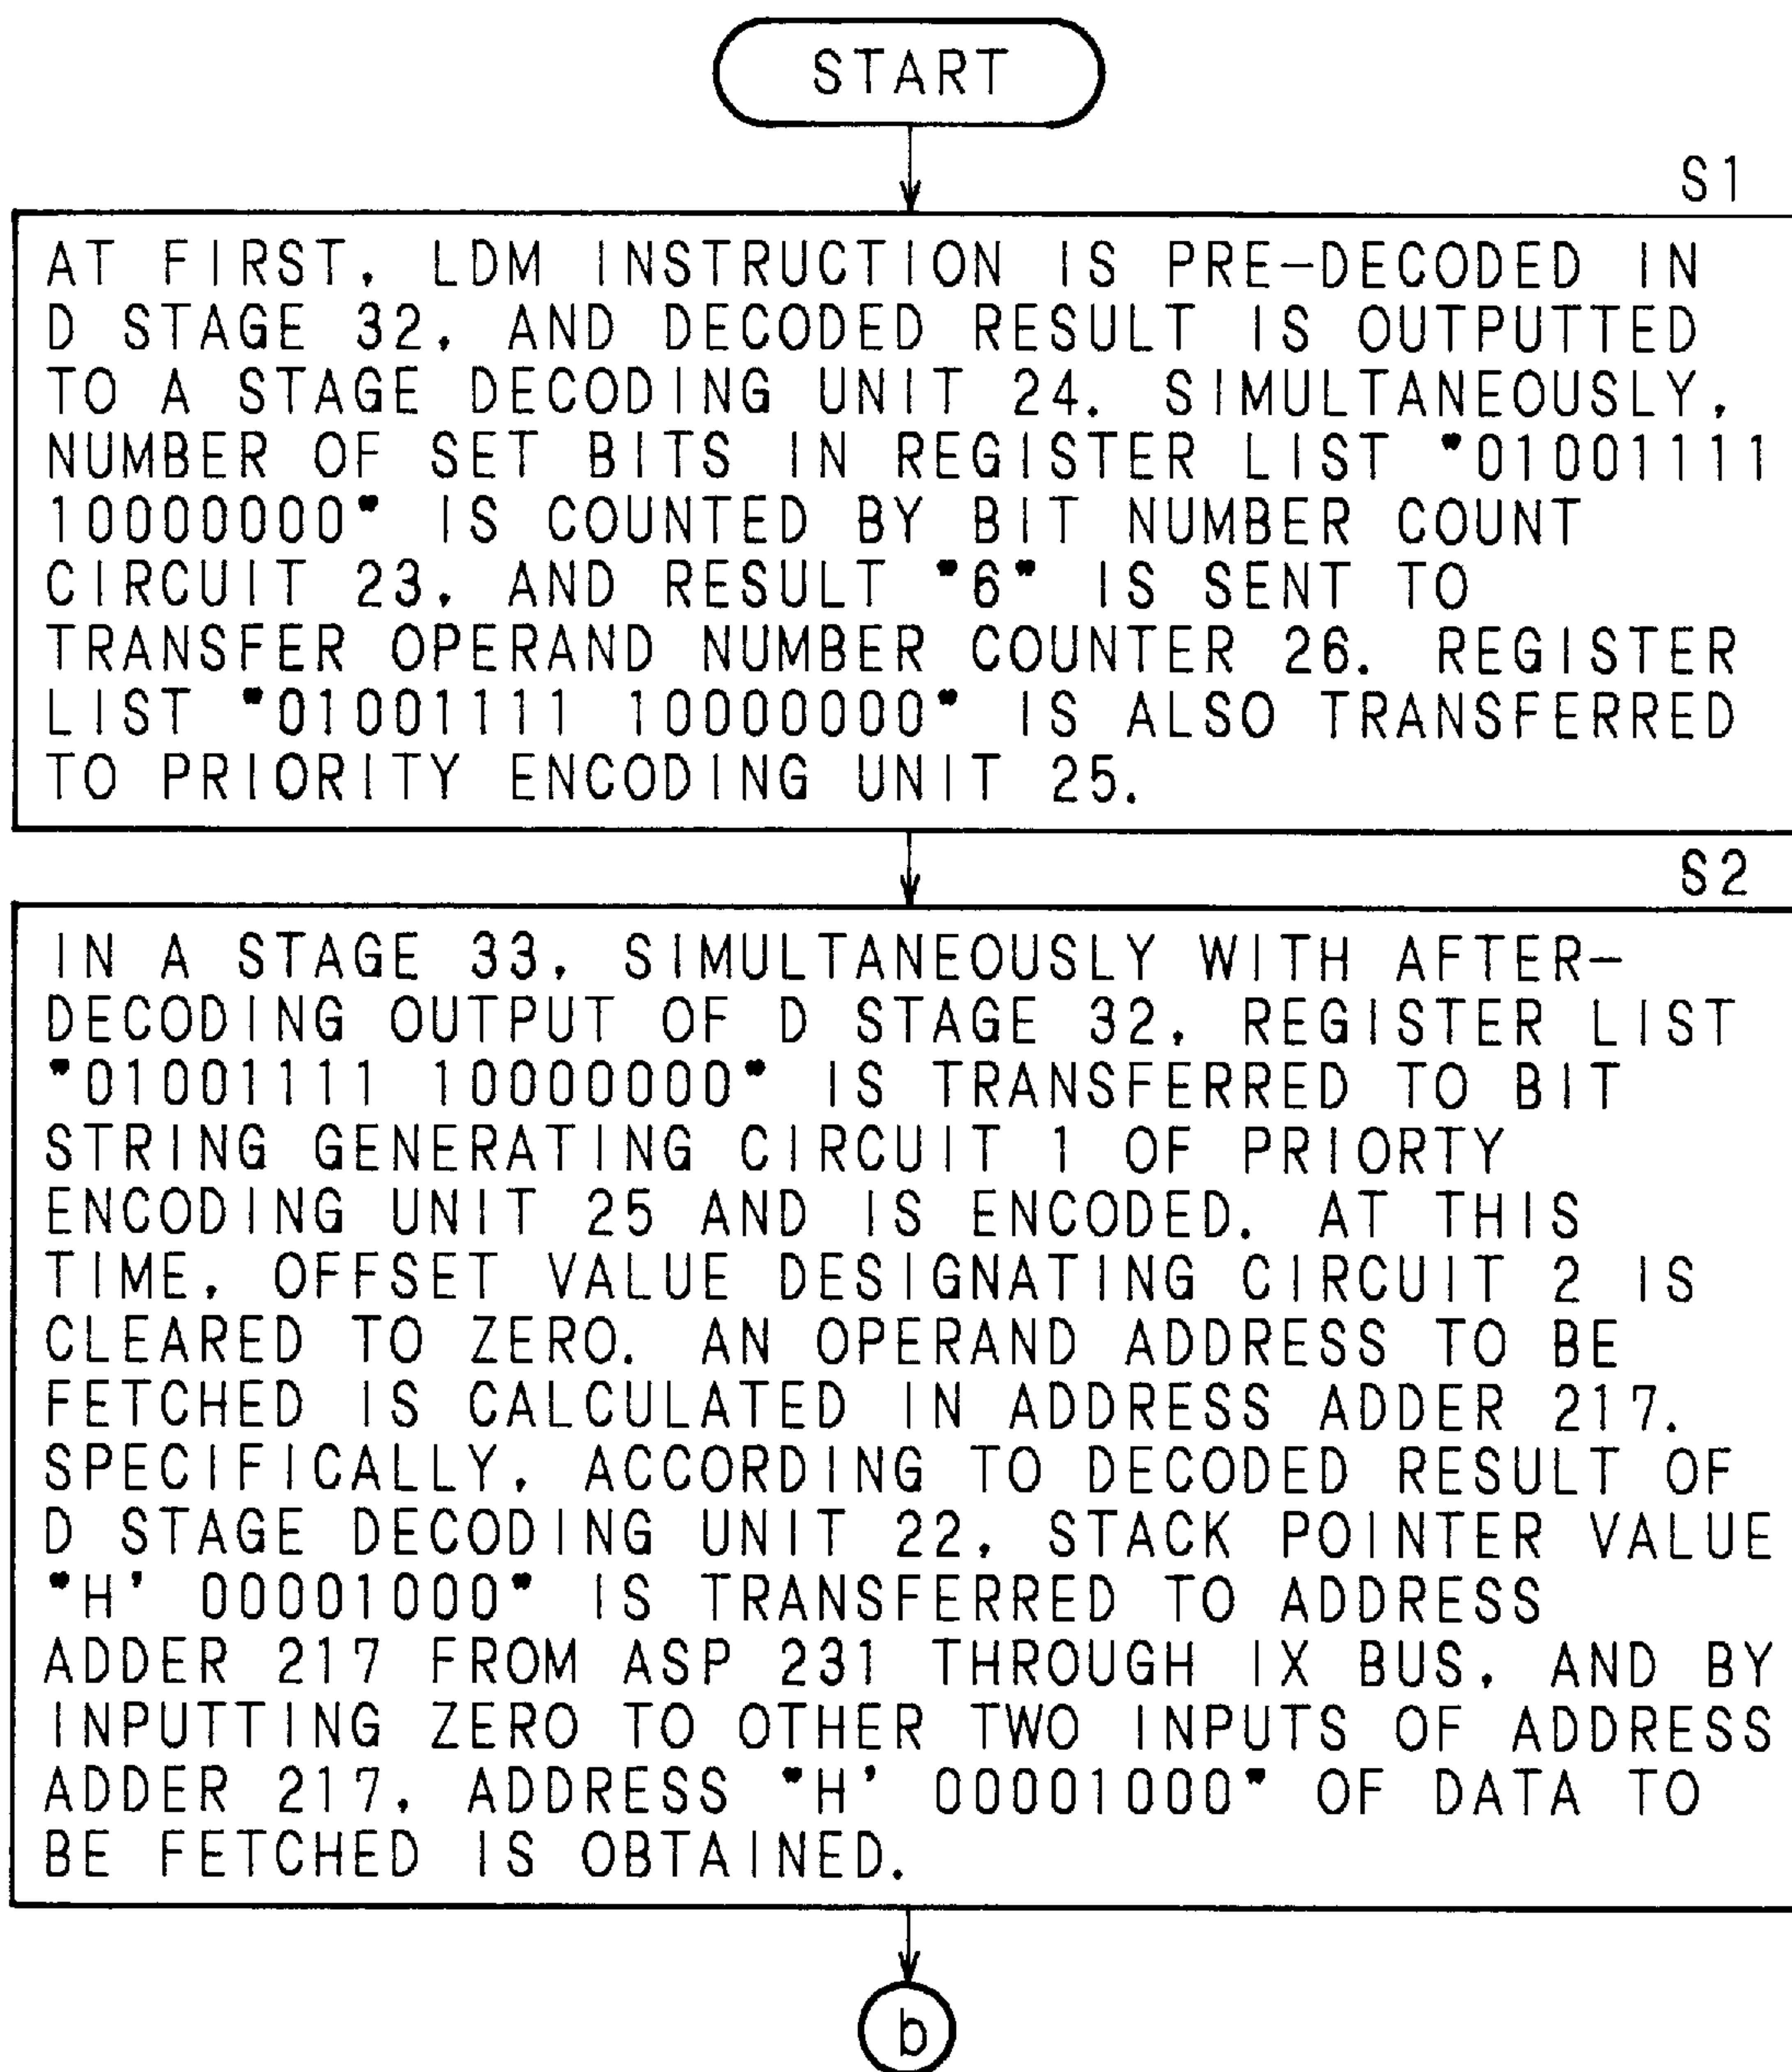 START
S1
AT FIRST, LDM INSTRUCTION IS PRE-DECODED IN
D STAGE 32, AND DECODED RESULT IS OUTPUTTED
TO A STAGE DECODING UNIT 24. SIMULTANEOUSLY,
NUMBER OF SET BITS IN REGISTER LIST "01001111
10000000" IS COUNTED BY BIT NUMBER COUNT
CIRCUIT 23, AND RESULT "6" IS SENT TO
TRANSFER OPERAND NUMBER COUNTER 26. REGISTER
LIST "01001111 10000000" IS ALSO TRANSFERRED
TO PRIORITY ENCODING UNIT 25.
S2
IN A STAGE 33, SIMULTANEOUSLY WITH AFTER-
DECODING OUTPUT OF D STAGE 32, REGISTER LIST
"01001111 10000000" IS TRANSFERRED TO BIT
STRING GENERATING CIRCUIT 1 OF PRIORTY
ENCODING UNIT 25 AND IS ENCODED. AT THIS
TIME, OFFSET VALUE DESIGNATING CIRCUIT 2 IS
CLEARED TO ZERO. AN OPERAND ADDRESS TO BE
FETCHED IS CALCULATED IN ADDRESS ADDER 217.
SPECIFICALLY, ACCORDING TO DECODED RESULT OF
D STAGE DECODING UNIT 22, STACK POINTER VALUE
"H' 00001000" IS TRANSFERRED TO ADDRESS
ADDER 217 FROM ASP 231 THROUGH IX BUS, AND BY
INPUTTING ZERO TO OTHER TWO INPUTS OF ADDRESS
ADDER 217, ADDRESS "H' 00001000" OF DATA TO
BE FETCHED IS OBTAINED.
b